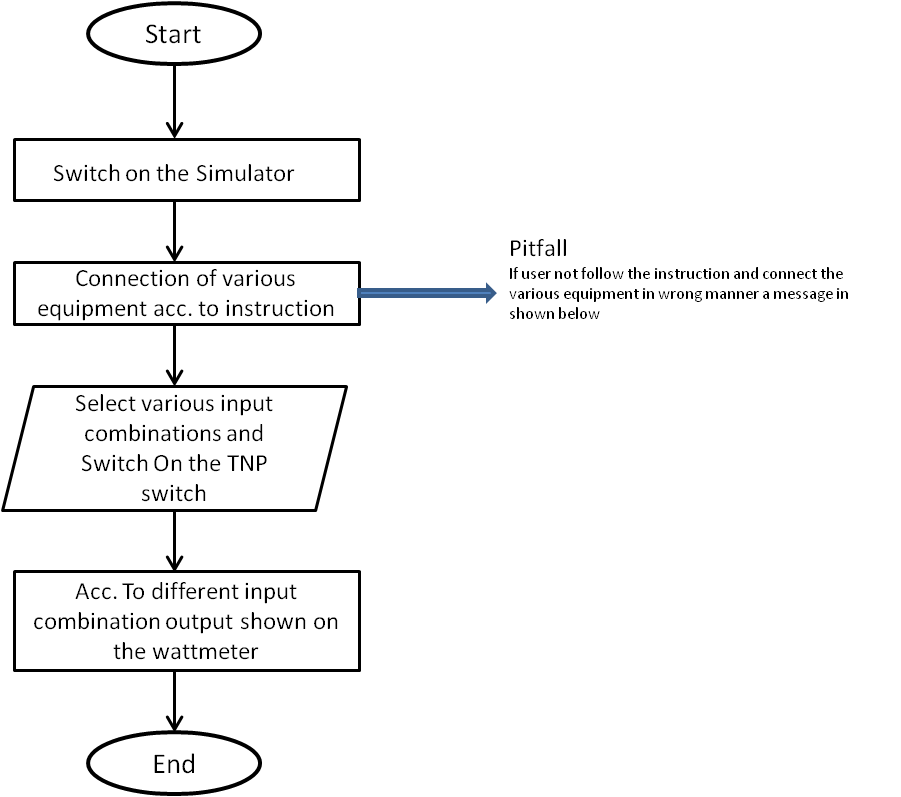 Start
Switch on the Simulator
Connection of various
equipment acc. to instruction
Pitfall
If user not follow the instruction and connect the
various equipment in wrong manner a message in
shown below
Select various input
combinations and
Switch On the TNP
switch
Acc. To different input
combination output shown on
the wattmeter
End